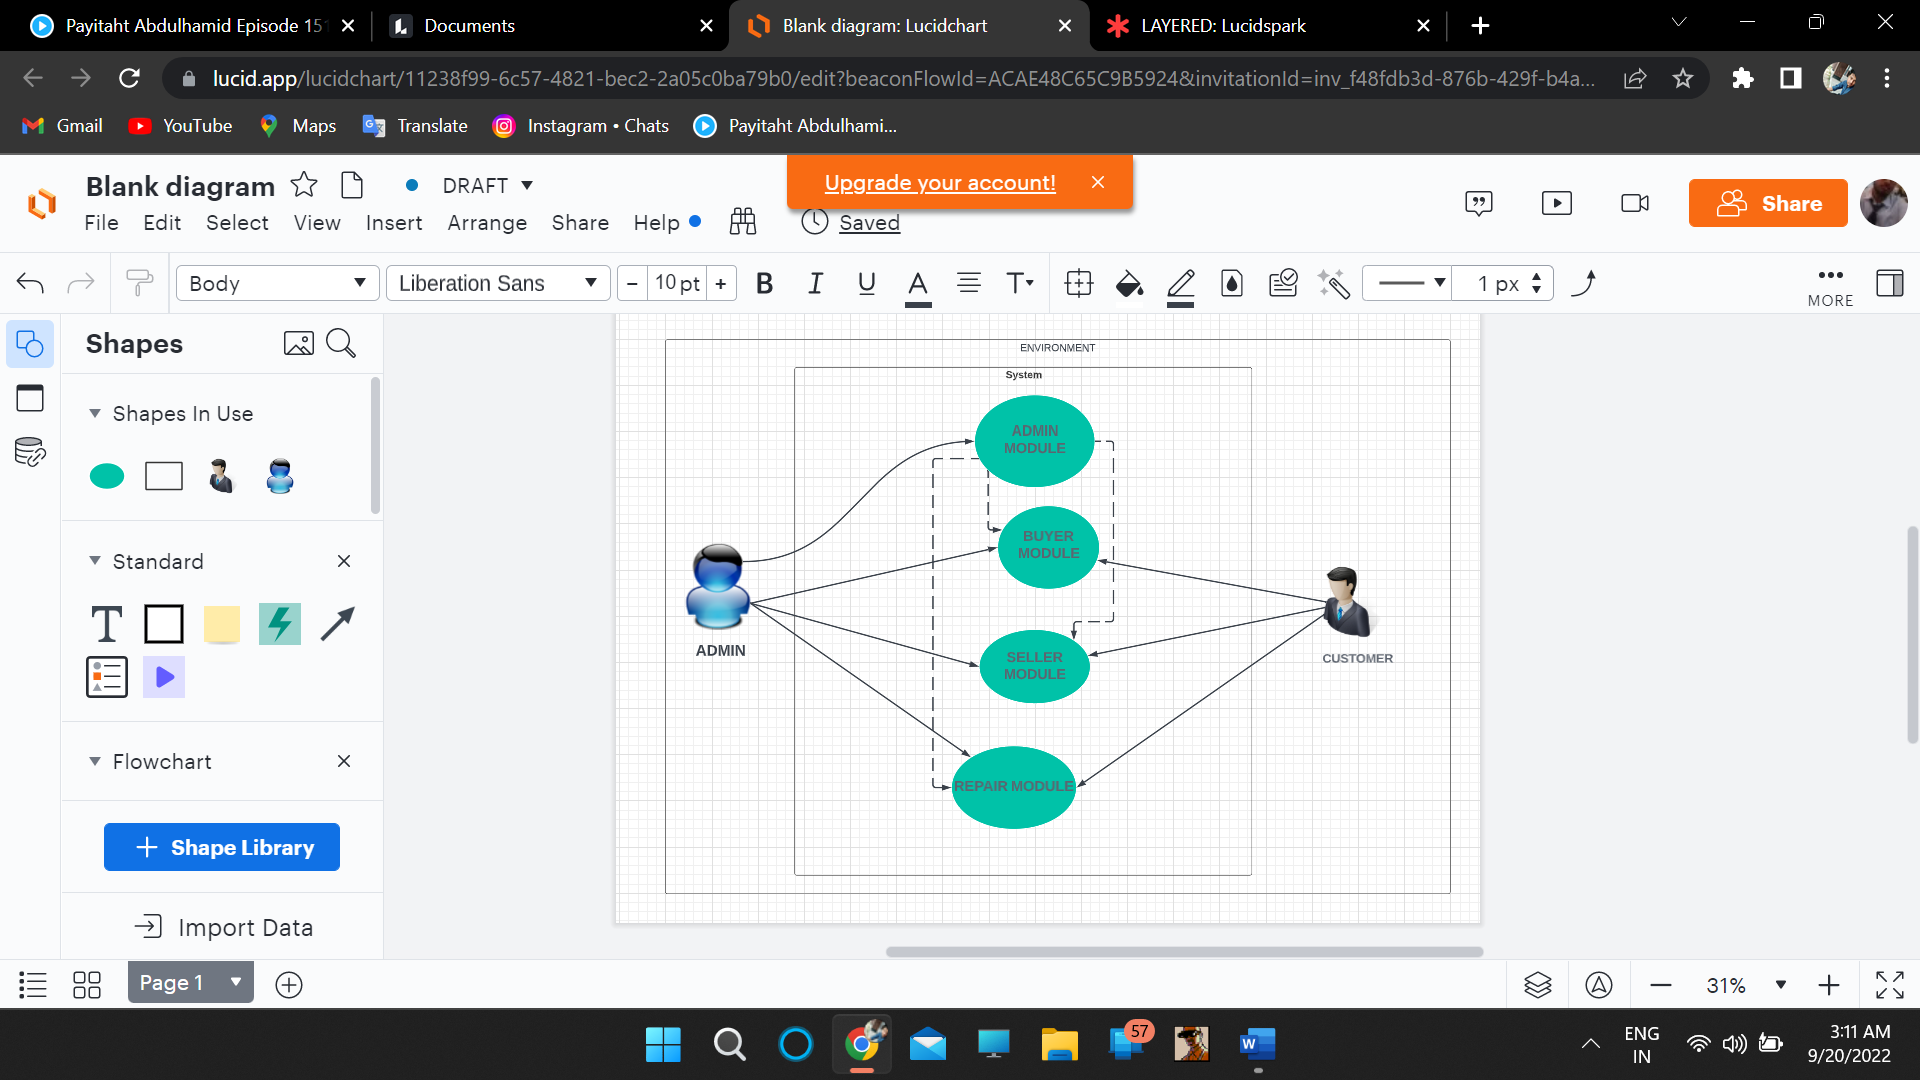 Payitaht Abdulhamid Episode 151
Documents
Blank diagram: Lucidchart
LAYERED: Lucidspark
lucid.app/lucidchart/11238f99-6c57-4821-bec2-2a05c0ba79b0/edit?beaconFlowId=ACAE48C65C9B5924&invitationId=inv_f48fdb3d-876b-429f-b4a...
Gmail
YouTube
Maps
Translate
Instagram • Chats
Payitaht Abdulhami...
Blank diagram
DRAFT
Upgrade your account!
File Edit Select View Insert Arrange Share Help
Saved
Share
Body
Liberation Sans
- 10 pt +
B I U A T
1 px
MORE
Shapes
Shapes In Use
Standard
T
Flowchart
+ Shape Library
Import Data
ENVIRONMENT
System
ADMIN
MODULE
BUYER
MODULE
SELLER
MODULE
REPAIR MODULE
ADMIN
CUSTOMER
Page 1
31%
57
W
ENG
IN
3:11 AM
9/20/2022